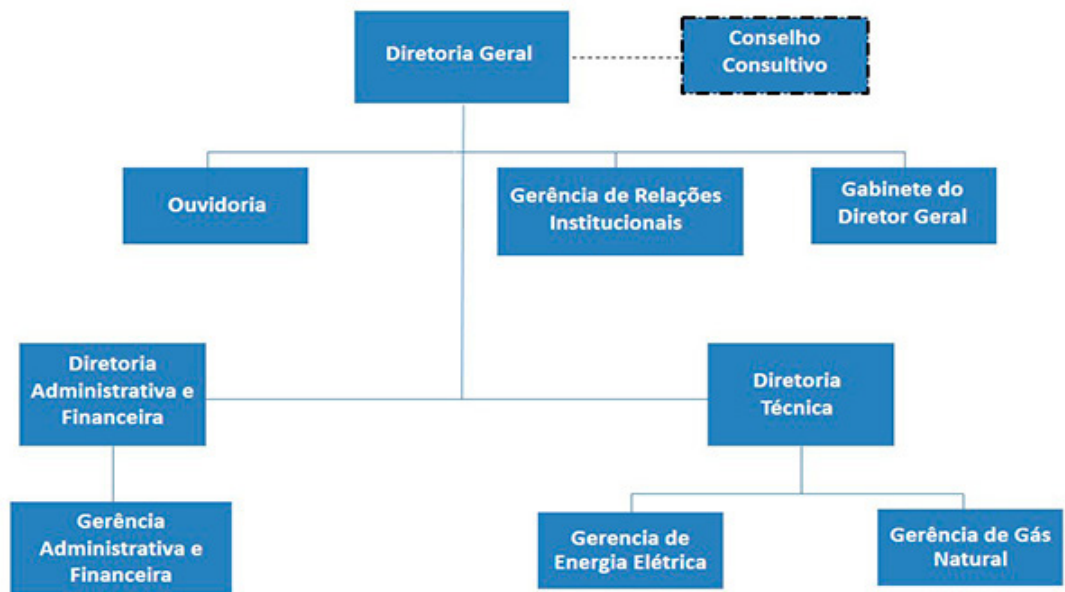 Diretoria Geral
Conselho
Consultivo
Ouvidoria
Gerência de Relações
Institucionais
Gabinete do
Diretor Geral
Diretoria
Administrativa e
Financeira
Diretoria
Técnica
Gerência
Administrativa e
Financeira
Gerencia de
Energia Elétrica
Gerência de Gás
Natural